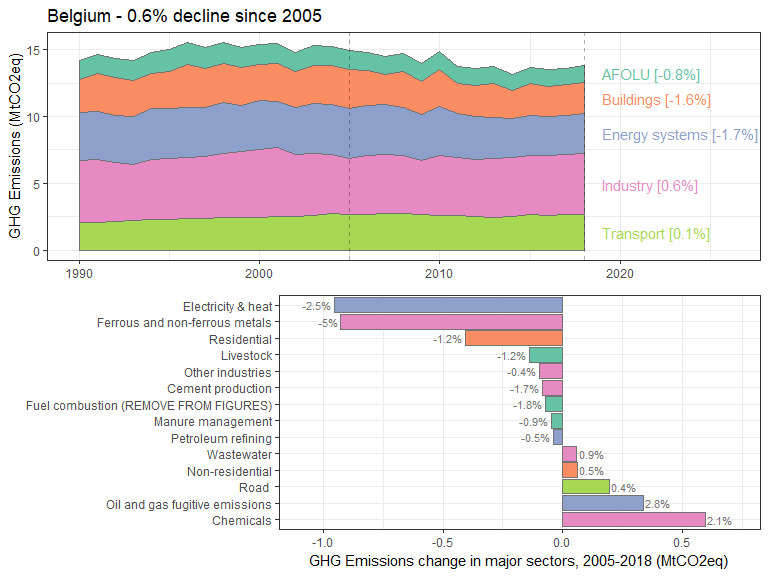 Belgium - 0.6% decline since 2005
GHG Emissions (MtCO2eq)
15
10
5
0
1990
2000
2010
2020
AFOLU [-0.8%]
Buildings [-1.6%]
Energy systems [-1.7%]
Industry [0.6%]
Transport [0.1%]
Electricity & heat -2.5%
Ferrous and non-ferrous metals -5%
Residential -1.2%
Livestock -1.2%
Other industries -0.4%
Cement production -1.7%
Fuel combustion (REMOVE FROM FIGURES) -1.8%
Manure management -0.9%
Petroleum refining -0.5%
Wastewater 0.9%
Non-residential 0.5%
Road 0.4%
Oil and gas fugitive emissions 2.8%
Chemicals 2.1%
-1.0
-0.5
0.0
0.5
GHG Emissions change in major sectors, 2005-2018 (MtCO2eq)